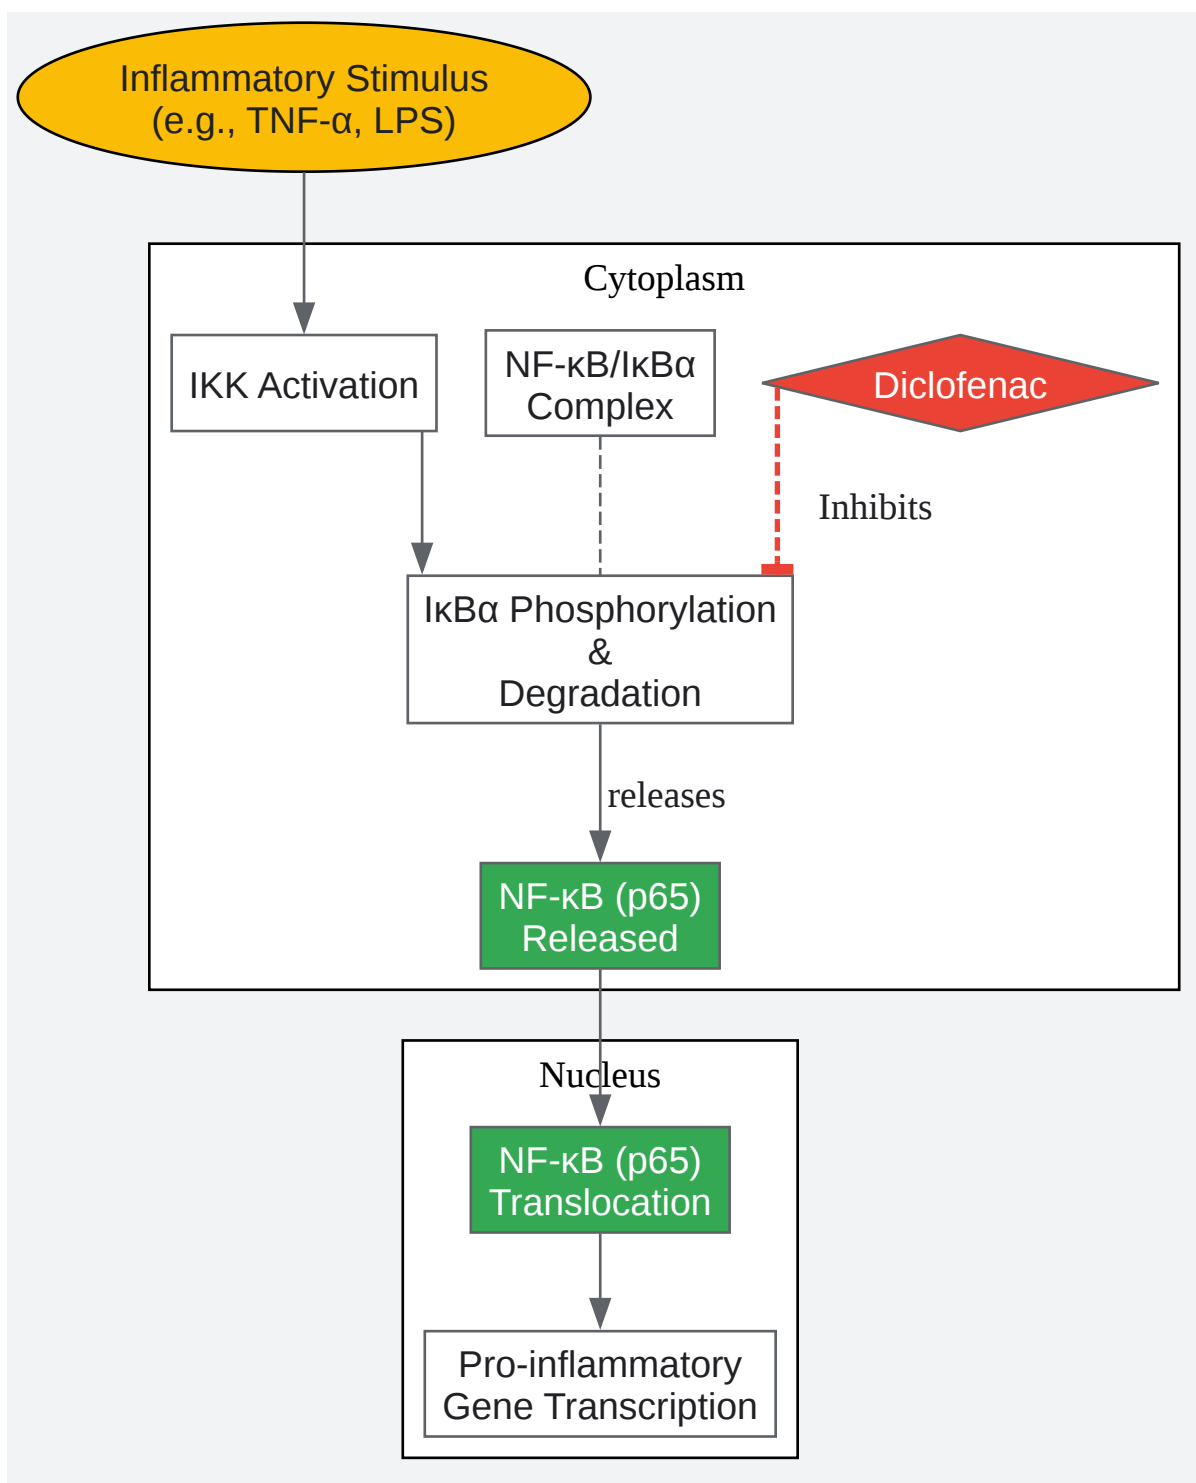 Inflammatory Stimulus
(e.g., TNF-α, LPS)
Cytoplasm
IKK Activation
NF-κB/IκBα
Complex
Diclofenac
Inhibits
IκBα Phosphorylation
&
Degradation
releases
NF-κB (p65)
Released
Nucleus
NF-κB (p65)
Translocation
Pro-inflammatory
Gene Transcription